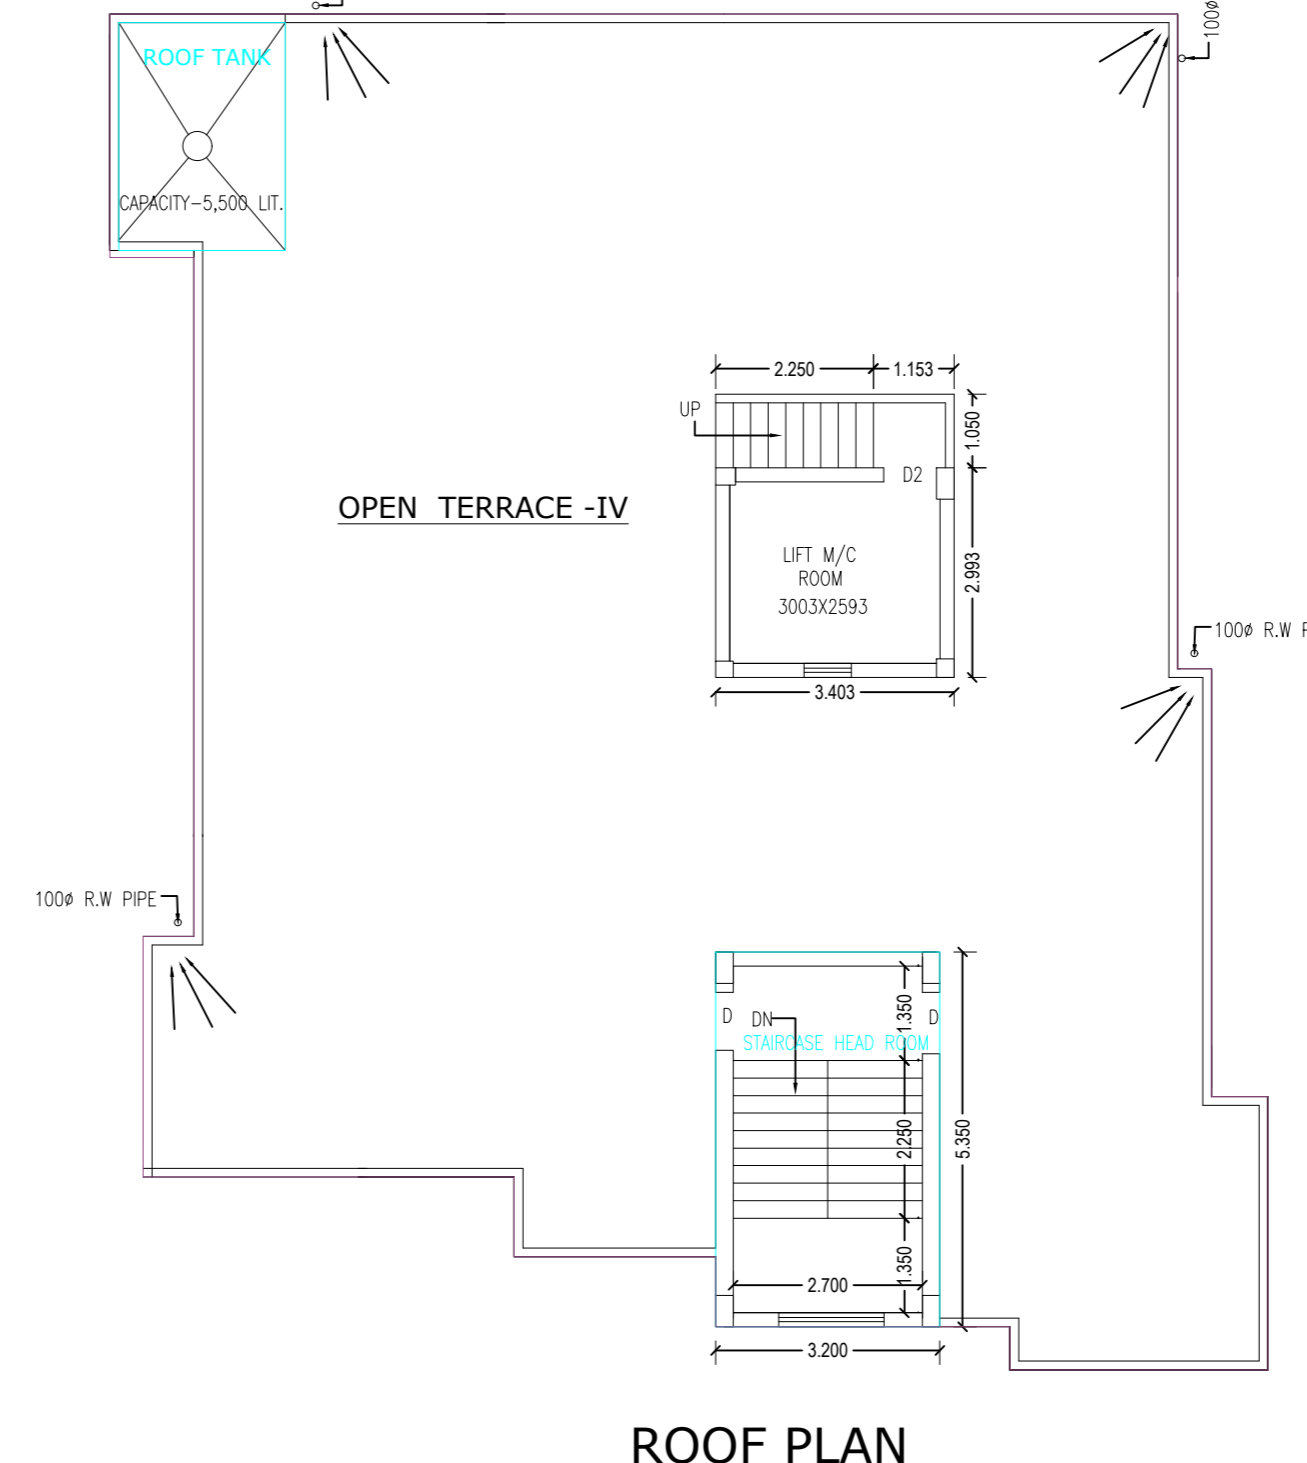 100ø
ROOF TANK
CAPACITY-5,500 LIT.
2.250
1.153
UP
1.050
D2
OPEN TERRACE -IV
LIFT M/C
ROOM
3003X2593
2.993
100ø R.W P
3.403
100ø R.W PIPE
D
DN
1.350
D
STAIRCASE HEAD ROOM
2.250
5.350
1.350
2.700
3.200
ROOF PLAN